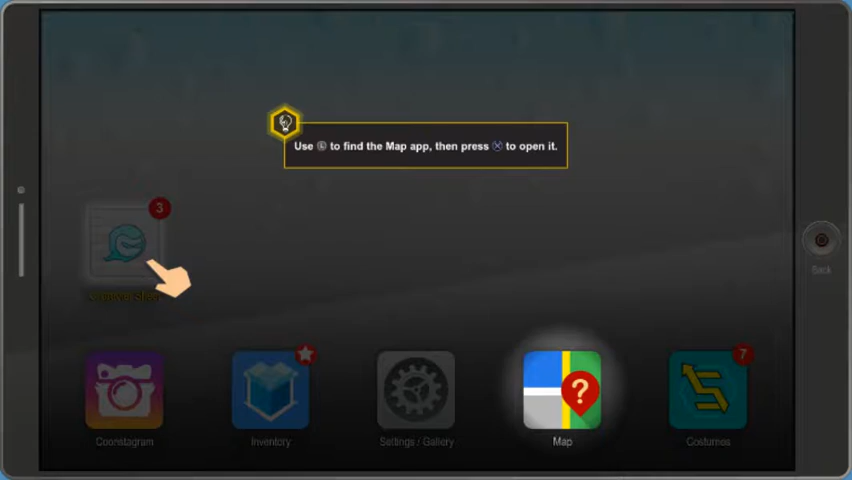 Use L to find the Map app, then press X to open it.
3
Back
7
?
Coonstagram
Inventory
Settings / Gallery
Map
Costumes